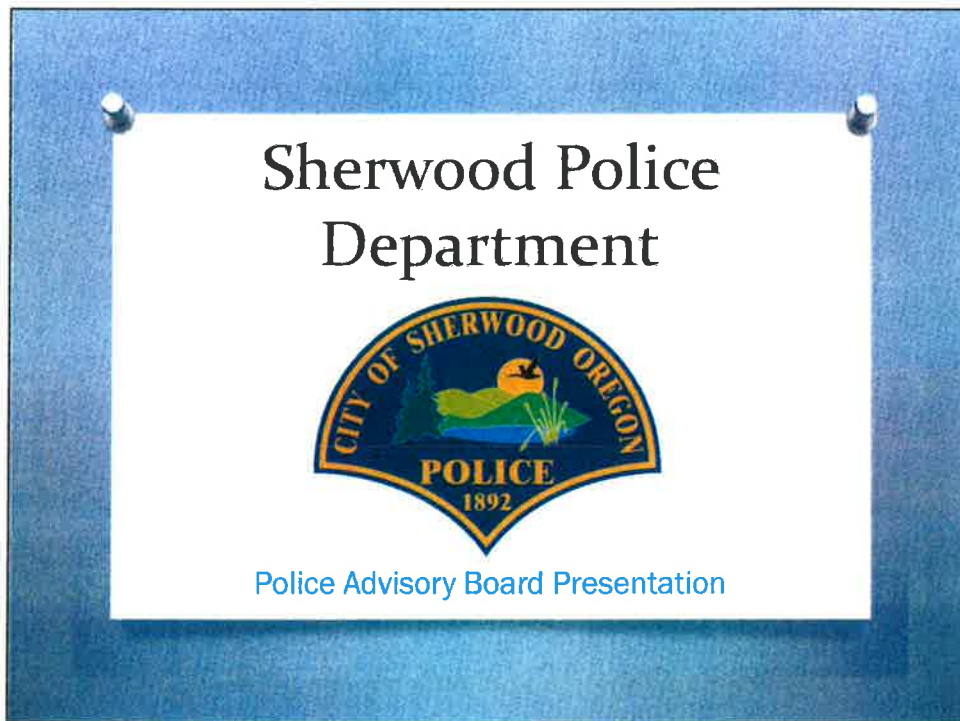 Sherwood Police
Department
CITY OF SHERWOOD OREGON
POLICE
1892
Police Advisory Board Presentation